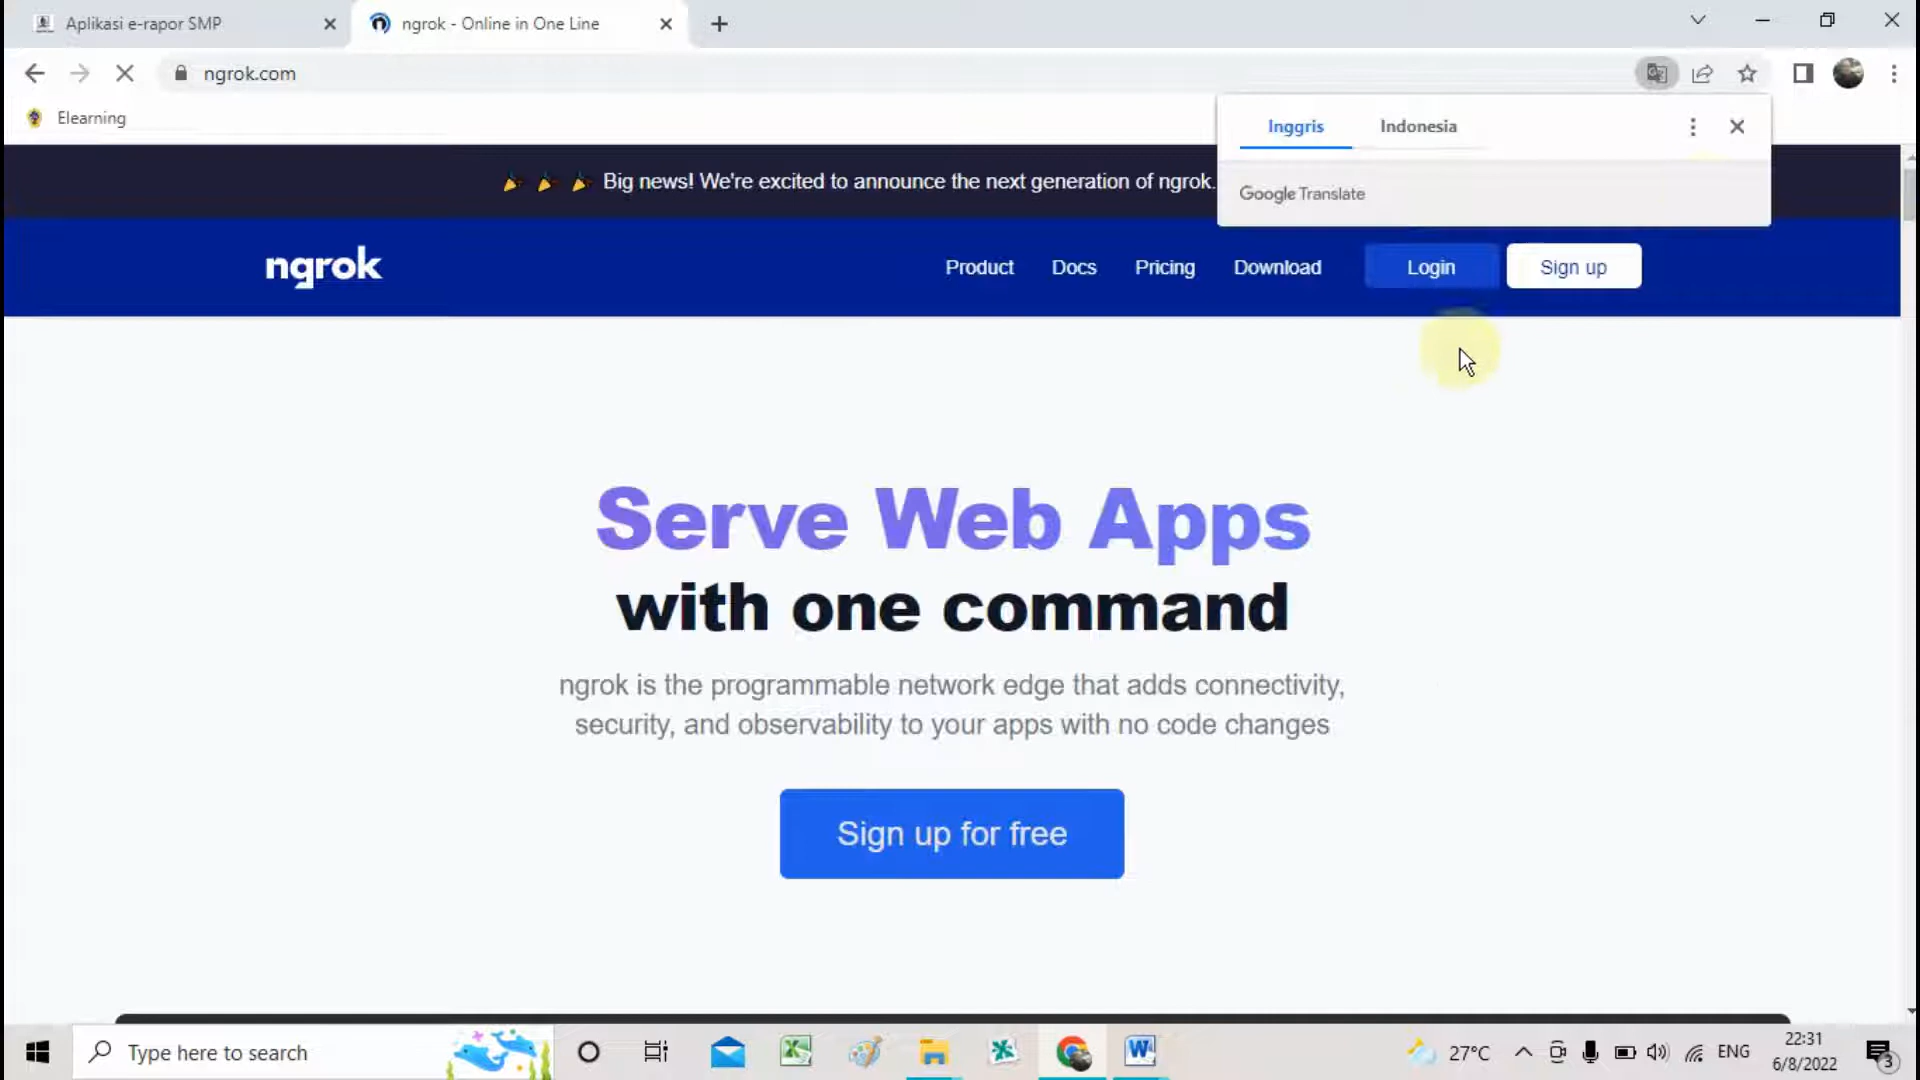 Aplikasi e-rapor SMP
ngrok - Online in One Line
ngrok.com
Elearning
Inggris
Indonesia
Google Translate
Big news! We're excited to announce the next generation of ngrok.
ngrok
Product
Docs
Pricing
Download
Login
Sign up
Serve Web Apps
with one command
ngrok is the programmable network edge that adds connectivity,
security, and observability to your apps with no code changes
Sign up for free
Type here to search
27°C
ENG
22:31
6/8/2022
3